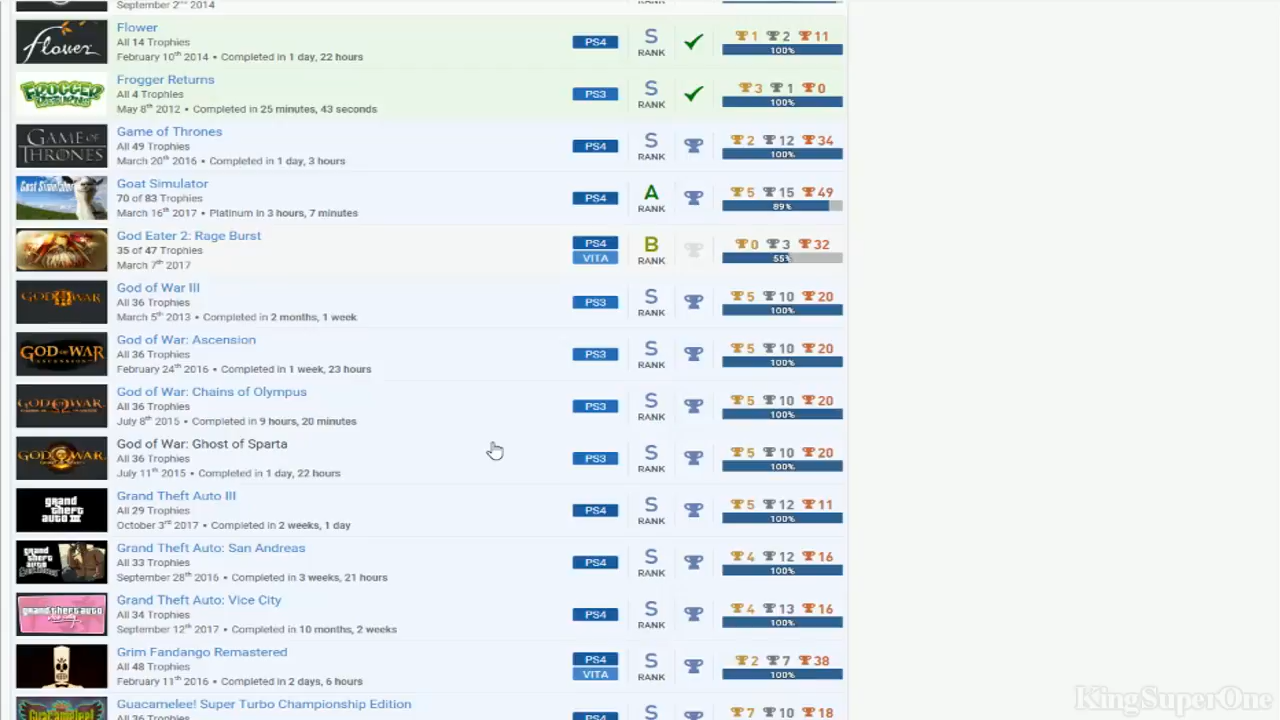 September 2nd 2014
RANK
Flower
All 14 Trophies
February 10th 2014 • Completed in 1 day, 22 hours
PS4
S
RANK
1 2 11
100%
Frogger Returns
All 4 Trophies
May 8th 2012 • Completed in 25 minutes, 43 seconds
PS3
S
RANK
3 1 0
100%
Game of Thrones
All 49 Trophies
March 20th 2016 • Completed in 1 day, 3 hours
PS4
S
RANK
2 12 34
100%
Goat Simulator
70 of 83 Trophies
March 16th 2017 • Platinum in 3 hours, 7 minutes
PS4
A
RANK
5 15 49
89%
God Eater 2: Rage Burst
35 of 47 Trophies
March 7th 2017
PS4
VITA
B
RANK
0 3 32
55%
God of War III
All 36 Trophies
March 5th 2013 • Completed in 2 months, 1 week
PS3
S
RANK
5 10 20
100%
God of War: Ascension
All 36 Trophies
February 24th 2016 • Completed in 1 week, 23 hours
PS3
S
RANK
5 10 20
100%
God of War: Chains of Olympus
All 36 Trophies
July 8th 2015 • Completed in 9 hours, 20 minutes
PS3
S
RANK
5 10 20
100%
God of War: Ghost of Sparta
All 36 Trophies
July 11th 2015 • Completed in 1 day, 22 hours
PS3
S
RANK
5 10 20
100%
Grand Theft Auto III
All 29 Trophies
October 3rd 2017 • Completed in 2 weeks, 1 day
PS4
S
RANK
5 12 11
100%
Grand Theft Auto: San Andreas
All 33 Trophies
September 28th 2016 • Completed in 3 weeks, 21 hours
PS4
S
RANK
4 12 16
100%
Grand Theft Auto: Vice City
All 34 Trophies
September 12th 2017 • Completed in 10 months, 2 weeks
PS4
S
RANK
4 13 16
100%
Grim Fandango Remastered
All 48 Trophies
February 11th 2016 • Completed in 2 days, 6 hours
PS4
VITA
S
RANK
2 7 38
100%
Guacamelee! Super Turbo Championship Edition
All 36 Trophies
PS4
S
7 10 18
KingSuperOne